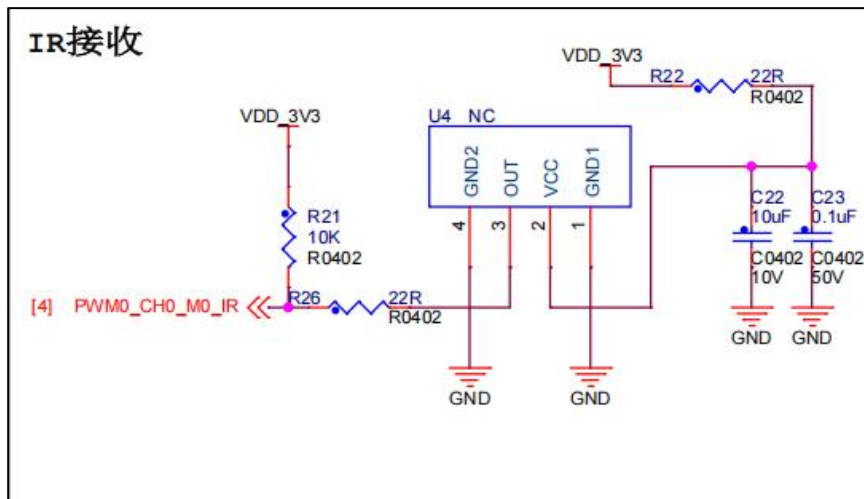 IR接收
VDD_3V3
R22 22R
R0402
VDD_3V3
U4 NC
GND2
OUT
VCC
GND1
4
3
2
1
R21
10K
R0402
C22
10uF
C0402
10V
C23
0.1uF
C0402
50V
[4] PWM0_CH0_M0_IR
R26 22R
R0402
GND
GND
GND
GND